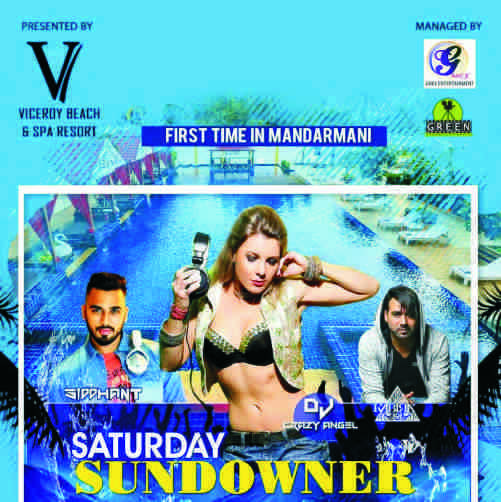 PRESENTED BY
MANAGED BY
V
VICEROY BEACH
& SPA RESORT
G
GREEN
FIRST TIME IN MANDARMANI
SIDDHANT
DJ
CRAZY ANGEL
SATURDAY
SUNDOWNER